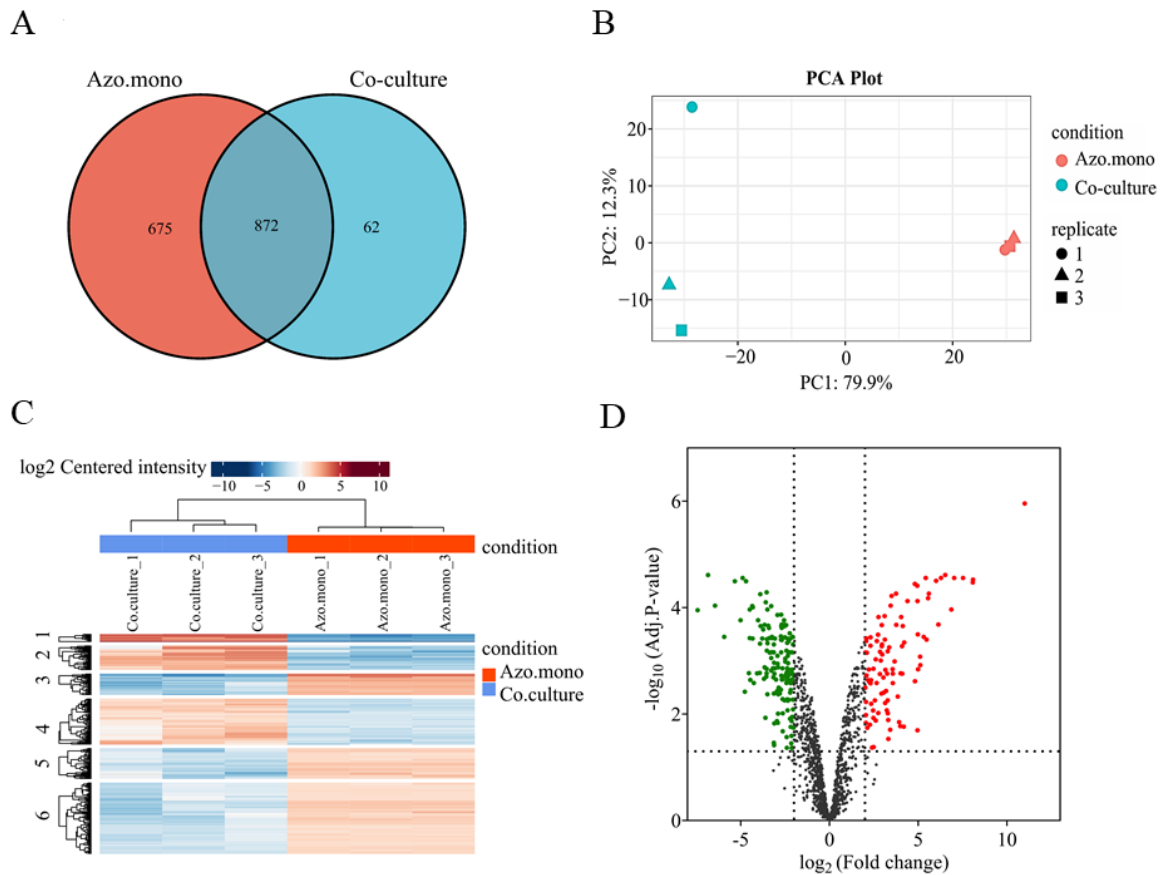 A
Azo.mono
Co-culture
675
872
62
B
PCA Plot
20
10
0
−10
PC2: 12.3%
−20
0
20
PC1: 79.9%
condition
Azo.mono
Co-culture
replicate
1
2
3
C
log2 Centered intensity
−10 −5 0 5 10
condition
Co.culture_1
Co.culture_2
Co.culture_3
Azo.mono_1
Azo.mono_2
Azo.mono_3
1
2
3
4
5
6
condition
Azo.mono
Co.culture
D
6
4
2
0
-log10 (Adj.P-value)
-5
0
5
10
log2 (Fold change)